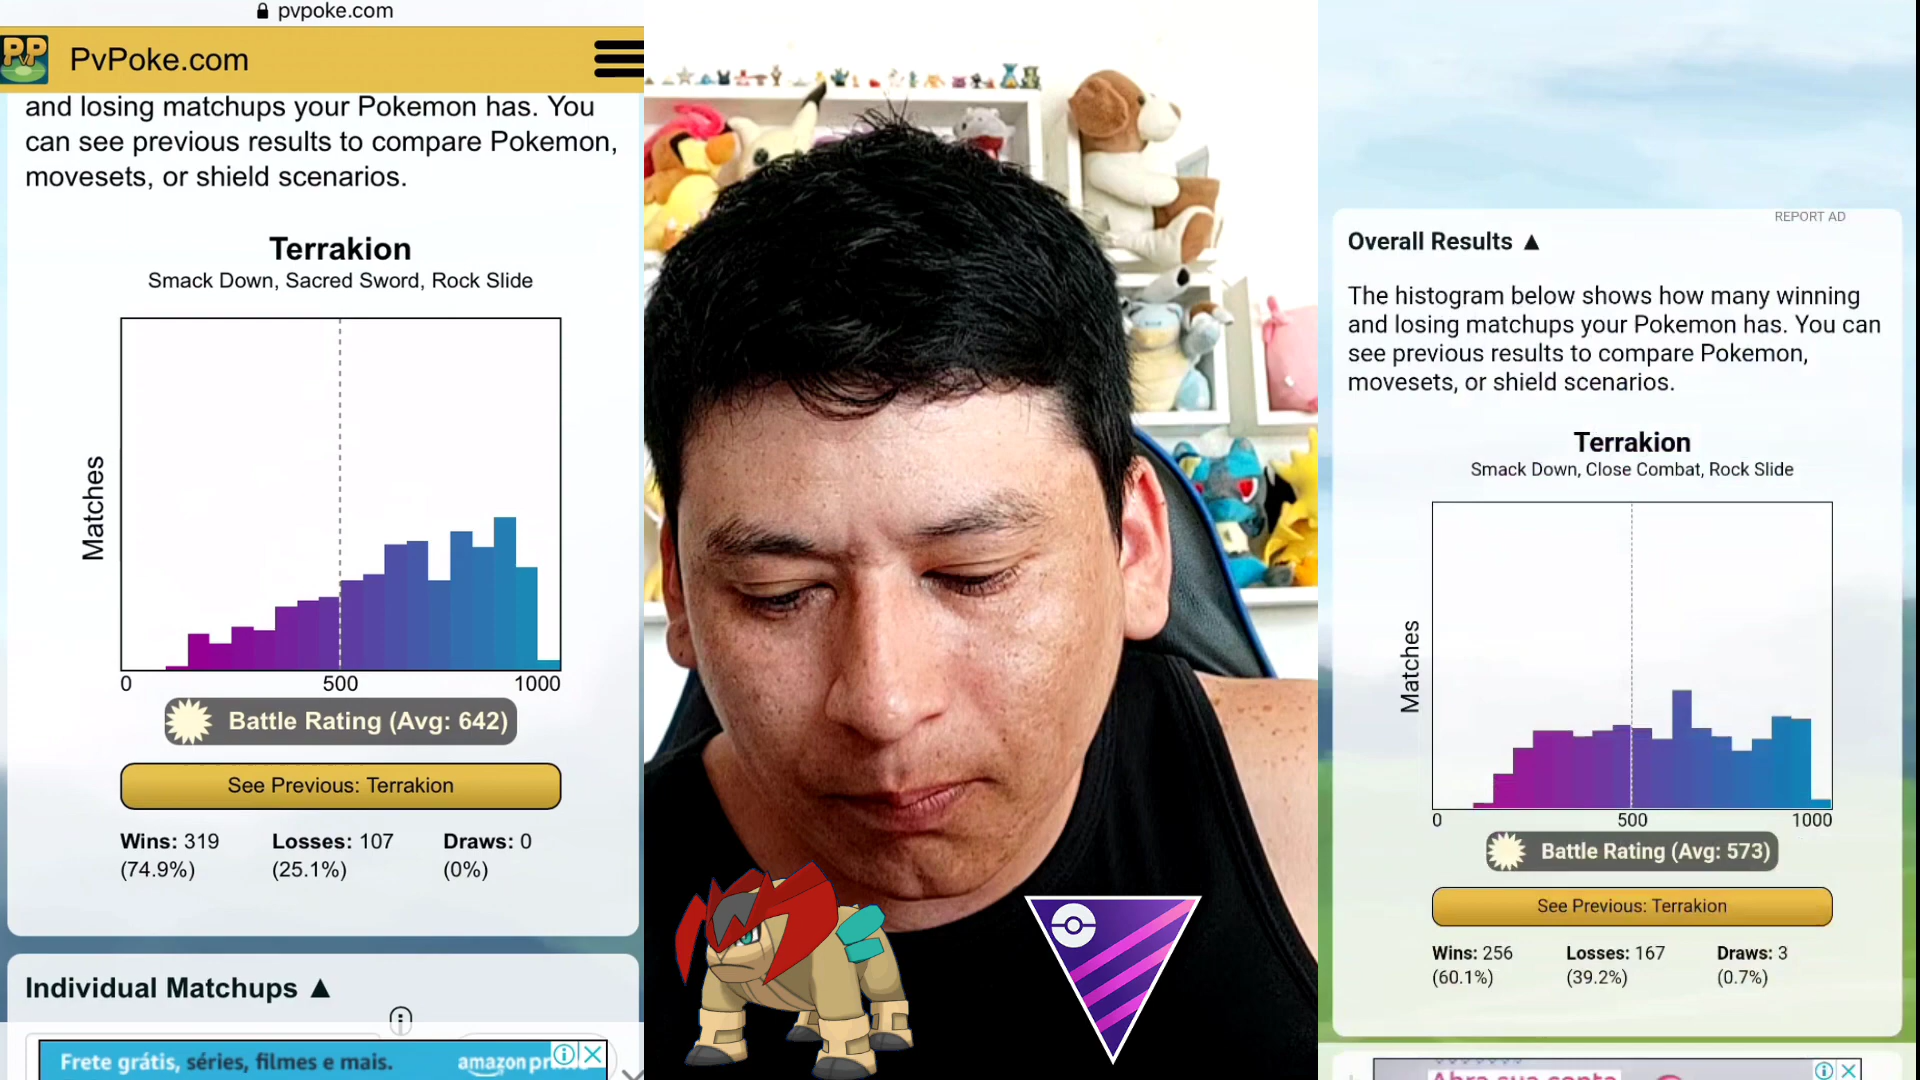 pvpoke.com
PvPoke.com
and losing matchups your Pokemon has. You
can see previous results to compare Pokemon,
movesets, or shield scenarios.
Terrakion
Smack Down, Sacred Sword, Rock Slide
Matches
0 500 1000
Battle Rating (Avg: 642)
See Previous: Terrakion
Wins: 319 Losses: 107 Draws: 0
(74.9%) (25.1%) (0%)
Individual Matchups ▲
Frete grátis, séries, filmes e mais.
REPORT AD
Overall Results ▲
The histogram below shows how many winning
and losing matchups your Pokemon has. You can
see previous results to compare Pokemon,
movesets, or shield scenarios.
Terrakion
Smack Down, Close Combat, Rock Slide
Matches
0 500 1000
Battle Rating (Avg: 573)
See Previous: Terrakion
Wins: 256 Losses: 167 Draws: 3
(60.1%) (39.2%) (0.7%)